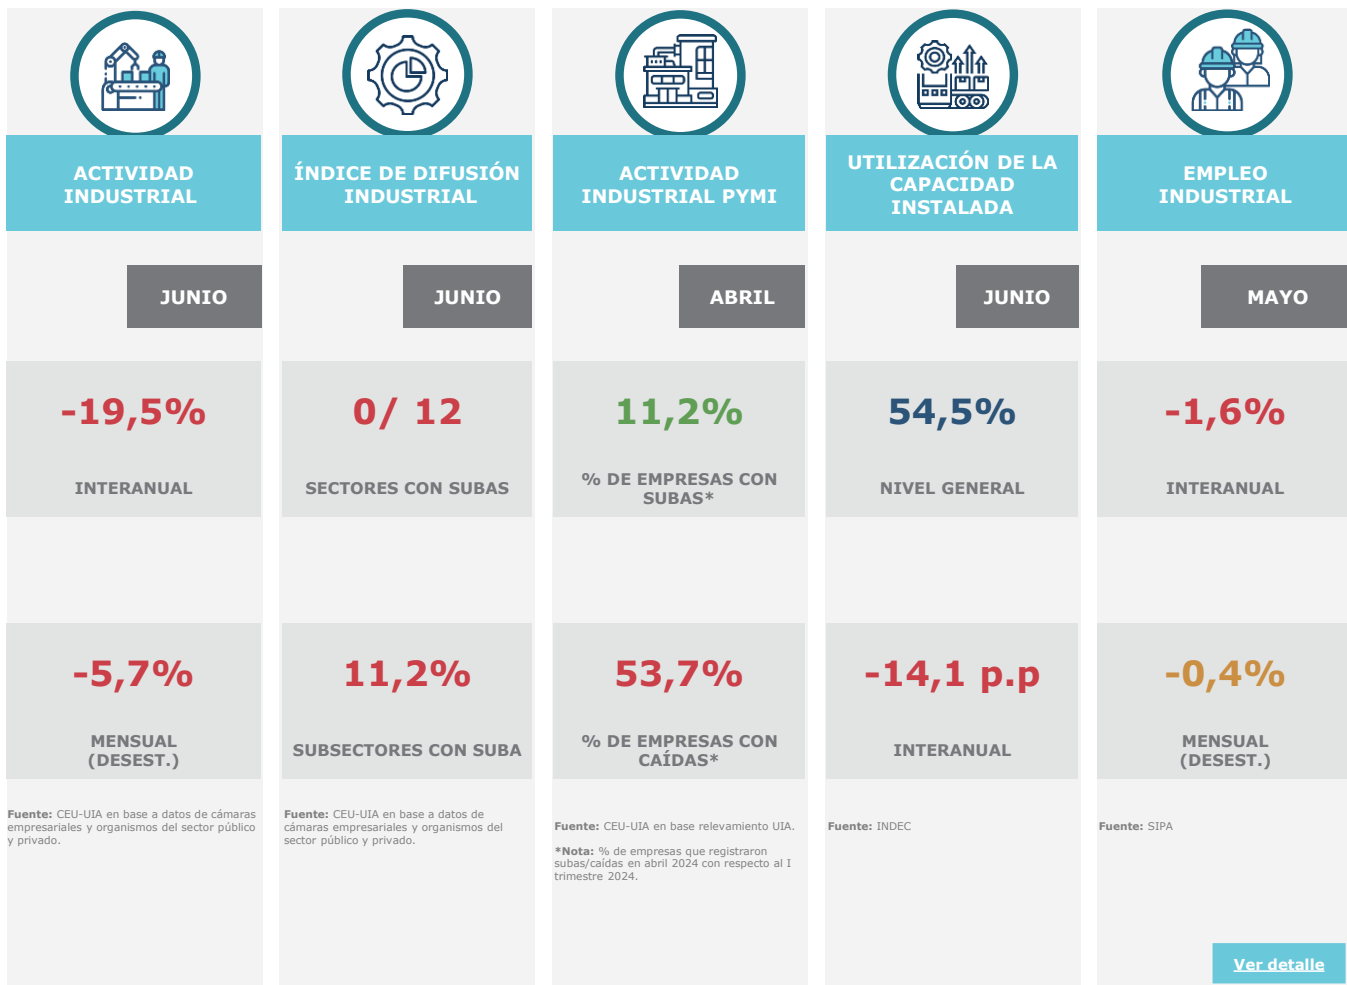 ACTIVIDAD
INDUSTRIAL
JUNIO
-19,5%
INTERANUAL
-5,7%
MENSUAL
(DESEST.)
Fuente: CEU-UIA en base a datos de cámaras
empresariales y organismos del sector público
y privado.
ÍNDICE DE DIFUSIÓN
INDUSTRIAL
JUNIO
0/ 12
SECTORES CON SUBAS
11,2%
SUBSECTORES CON SUBA
Fuente: CEU-UIA en base a datos de
cámaras empresariales y organismos del
sector público y privado.
ACTIVIDAD
INDUSTRIAL PYMI
ABRIL
11,2%
% DE EMPRESAS CON
SUBAS*
53,7%
% DE EMPRESAS CON
CAÍDAS*
Fuente: CEU-UIA en base relevamiento UIA.
*Nota: % de empresas que registraron
subas/caídas en abril 2024 con respecto al I
trimestre 2024.
UTILIZACIÓN DE LA
CAPACIDAD
INSTALADA
JUNIO
54,5%
NIVEL GENERAL
-14,1 p.p
INTERANUAL
Fuente: INDEC
EMPLEO
INDUSTRIAL
MAYO
-1,6%
INTERANUAL
-0,4%
MENSUAL
(DESEST.)
Fuente: SIPA
Ver detalle